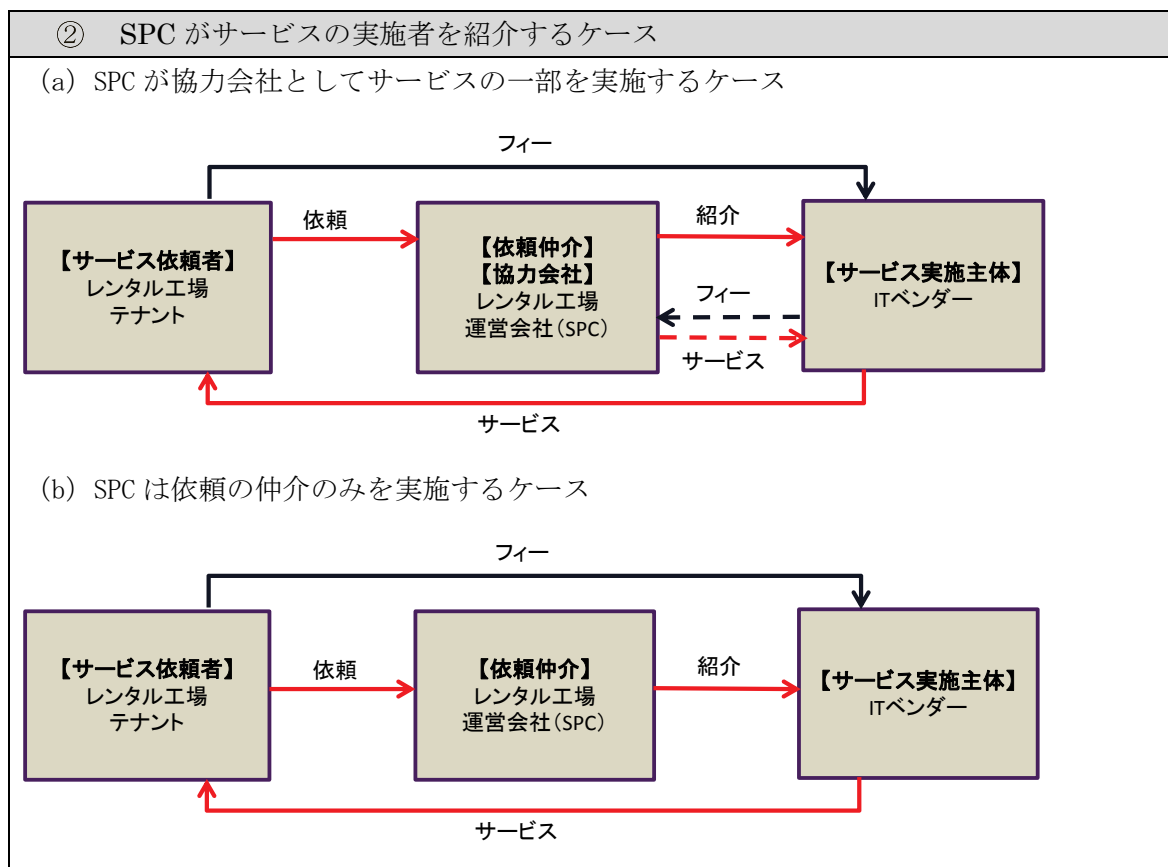 ② SPC がサービスの実施者を紹介するケース
(a) SPC が協力会社としてサービスの一部を実施するケース
フィー
依頼
紹介
【サービス依頼者】
レンタル工場
テナント
【依頼仲介】
【協力会社】
レンタル工場
運営会社(SPC)
【サービス実施主体】
ITベンダー
フィー
サービス
サービス
(b) SPC は依頼の仲介のみを実施するケース
フィー
依頼
紹介
【サービス依頼者】
レンタル工場
テナント
【依頼仲介】
レンタル工場
運営会社(SPC)
【サービス実施主体】
ITベンダー
サービス